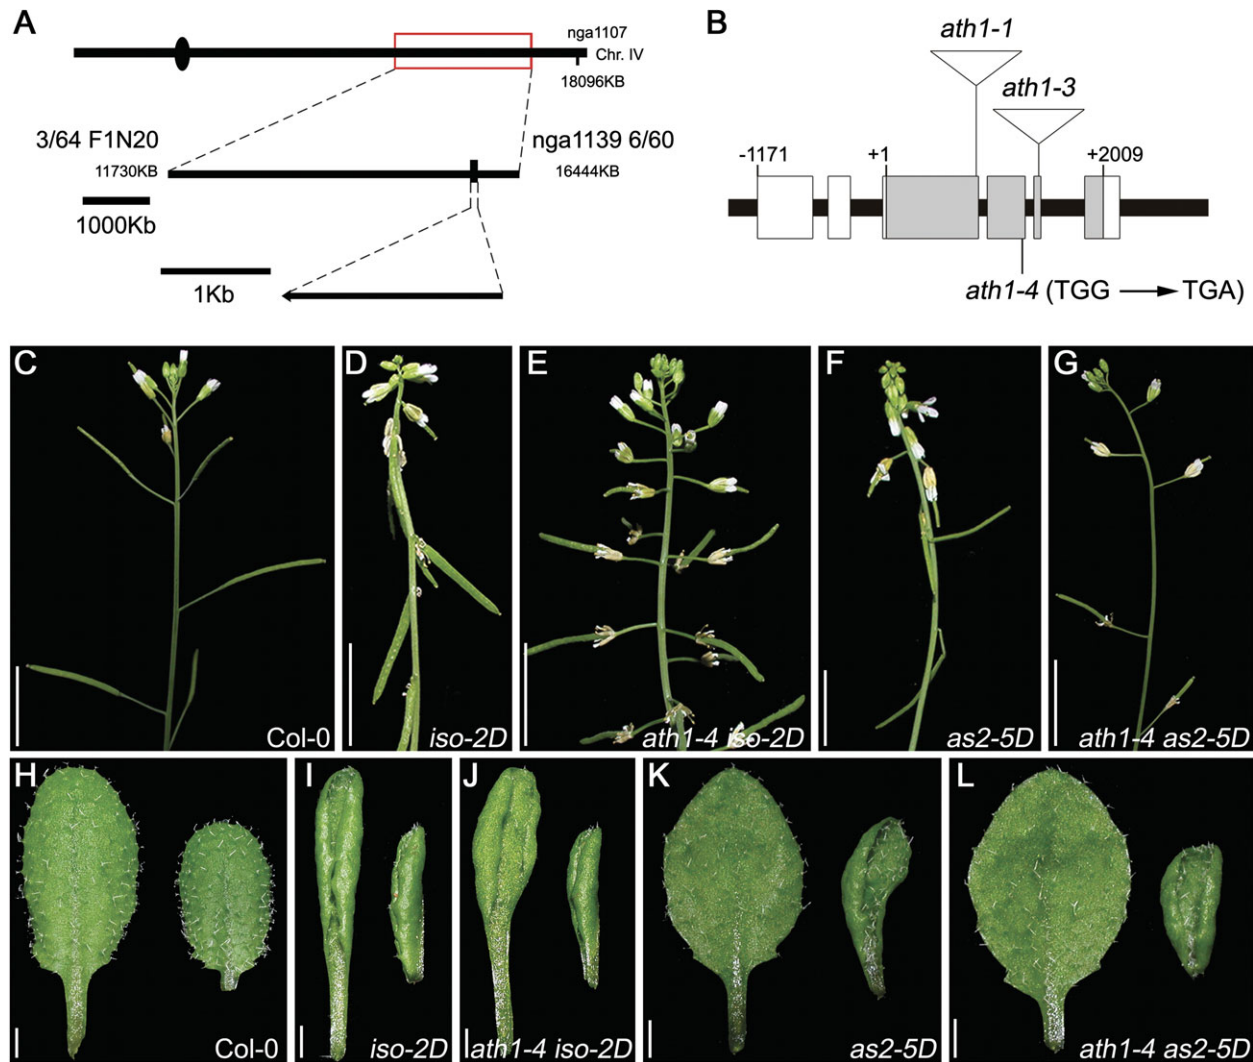 A
nga1107
Chr. IV
18096KB
3/64 F1N20
nga1139 6/60
11730KB
16444KB
1000Kb
1Kb
B
ath1-1
ath1-3
-1171
+1
+2009
ath1-4 (TGG → TGA)
C
Col-0
D
iso-2D
E
ath1-4 iso-2D
F
as2-5D
G
ath1-4 as2-5D
H
Col-0
I
iso-2D
J
ath1-4 iso-2D
K
as2-5D
L
ath1-4 as2-5D